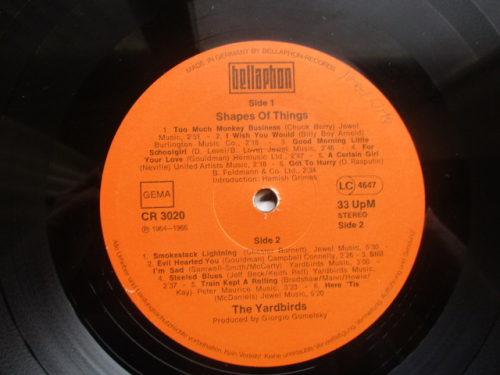 MADE IN GERMANY BY BELLAPHON-RECORDS
bellaphon
Side 1
Shapes Of Things
1. Too Much Monkey Business (Chuck Berry) Jewel
Music, 2'51 - 2. I Wish You Would (Billy Boy Arnold)
Burlington Music Co., 2'18 - 3. Good Morning Little
Schoolgirl (D. Level/B. Love) Jewel Music, 2'46 - 4. For
Your Love (Gouldman) Hermusic Ltd., 2'27 - 5. A Certain Girl
(Neville) United Artists Music, 2'18 - 6. Got To Hurry (O. Rasputin)
B. Feldmann & Co. Ltd., 2'34
Introduction: Hamish Grimes
GEMA
LC 4647
CR 3020
33 UpM
STEREO
℗ 1964-1966
Side 2
Side 2
1. Smokestack Lightning (Chester Burnett) Jewel Music, 5'30 -
2. Evil Hearted You (Gouldman) Campbell Connelly, 2'26 - 3. Still
I'm Sad (Samwell-Smith/McCarty) Yardbirds Music,
4. Steeled Blues (Jeff Beck/Keith Relf) Yardbirds Music,
2'37 - 5. Train Kept A Rolling (Bradshaw/Mann/Howie/
Kay) Peter Maurice Music, 3'23 - 6. Here 'Tis
(McDaniels) Jewel Music, 5'20
The Yardbirds
Produced by Giorgio Gomelsky